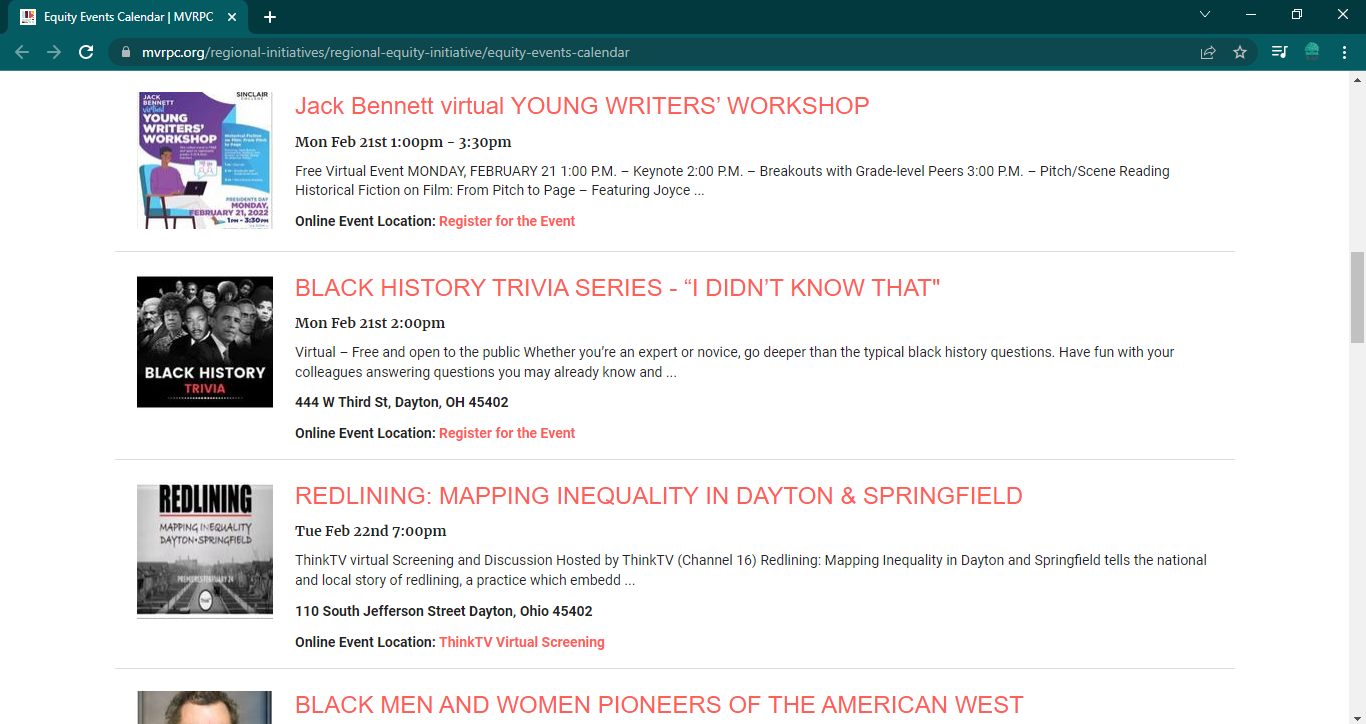 Equity Events Calendar | MVRPC
mvrpc.org/regional-initiatives/regional-equity-initiative/equity-events-calendar
JACK
BENNETT
virtual
YOUNG
WRITERS'
WORKSHOP
SINCLAIR
COLLEGE
Historical Fiction
on Film: From Pitch
to Page
PRESIDENTS DAY
MONDAY,
FEBRUARY 21, 2022
1PM - 3:30PM
Jack Bennett virtual YOUNG WRITERS’ WORKSHOP
Mon Feb 21st 1:00pm - 3:30pm
Free Virtual Event MONDAY, FEBRUARY 21 1:00 P.M. – Keynote 2:00 P.M. – Breakouts with Grade-level Peers 3:00 P.M. – Pitch/Scene Reading
Historical Fiction on Film: From Pitch to Page – Featuring Joyce ...
Online Event Location: Register for the Event
BLACK HISTORY
TRIVIA
BLACK HISTORY TRIVIA SERIES - “I DIDN’T KNOW THAT"
Mon Feb 21st 2:00pm
Virtual – Free and open to the public Whether you’re an expert or novice, go deeper than the typical black history questions. Have fun with your
colleagues answering questions you may already know and ...
444 W Third St, Dayton, OH 45402
Online Event Location: Register for the Event
REDLINING
MAPPING INEQUALITY
DAYTON•SPRINGFIELD
PREMIERES FEBRUARY 24
REDLINING: MAPPING INEQUALITY IN DAYTON & SPRINGFIELD
Tue Feb 22nd 7:00pm
ThinkTV virtual Screening and Discussion Hosted by ThinkTV (Channel 16) Redlining: Mapping Inequality in Dayton and Springfield tells the national
and local story of redlining, a practice which embedd ...
110 South Jefferson Street Dayton, Ohio 45402
Online Event Location: ThinkTV Virtual Screening
BLACK MEN AND WOMEN PIONEERS OF THE AMERICAN WEST